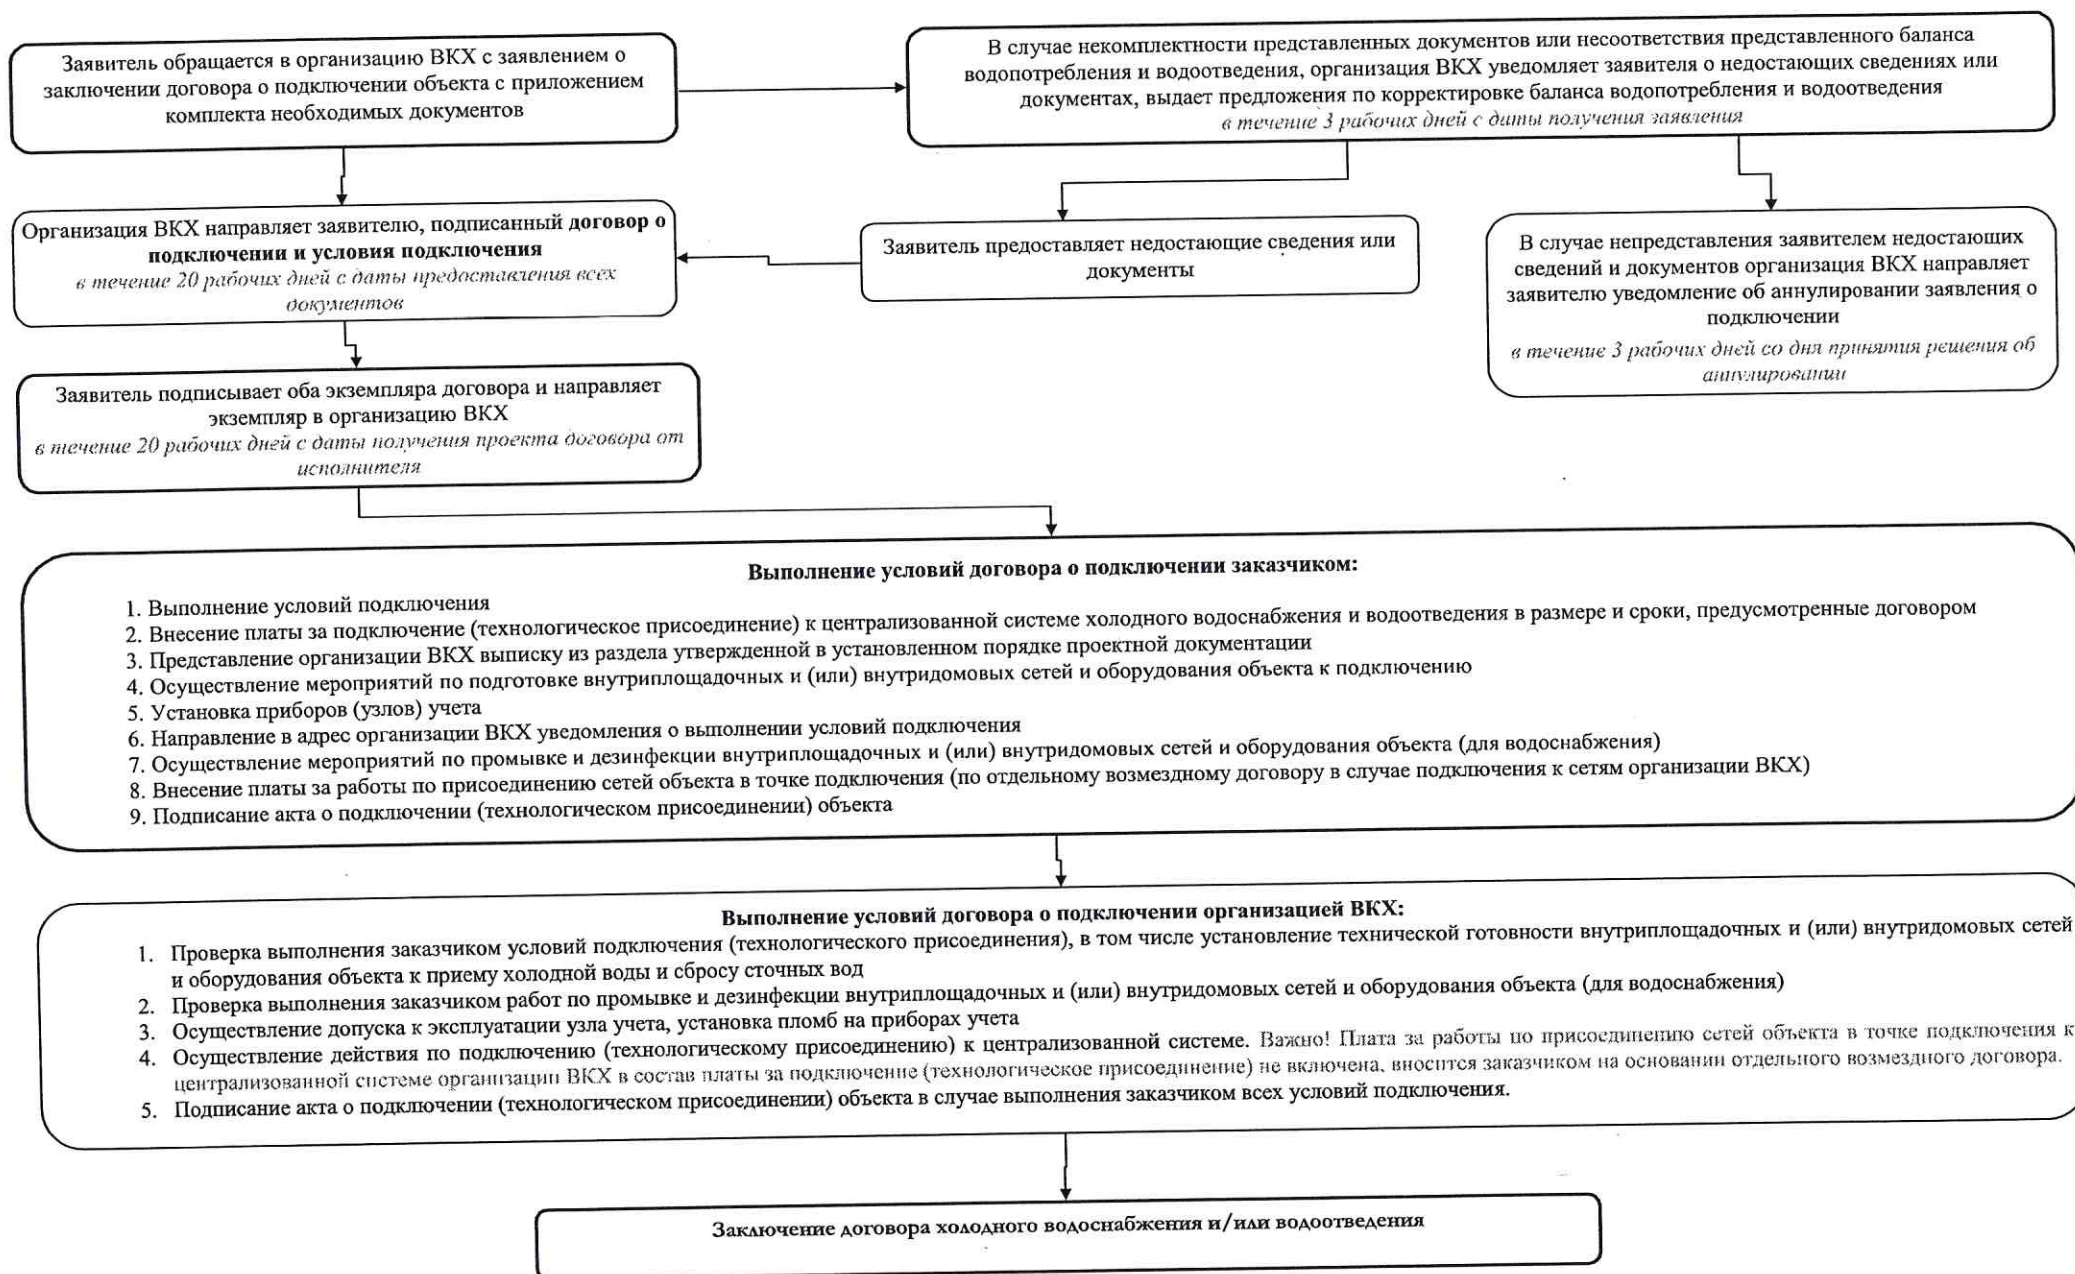 Заявитель обращается в организацию ВКХ с заявлением о
заключении договора о подключении объекта с приложением
комплекта необходимых документов
В случае некомплектности представленных документов или несоответствия представленного баланса
водопотребления и водоотведения, организация ВКХ уведомляет заявителя о недостающих сведениях или
документах, выдает предложения по корректировке баланса водопотребления и водоотведения
в течение 3 рабочих дней с даты получения заявления
Организация ВКХ направляет заявителю, подписанный договор о
подключении и условия подключения
в течение 20 рабочих дней с даты предоставления всех
документов
Заявитель предоставляет недостающие сведения или
документы
В случае непредставления заявителем недостающих
сведений и документов организация ВКХ направляет
заявителю уведомление об аннулировании заявления о
подключении
в течение 3 рабочих дней со дня принятия решения об
аннулировании
Заявитель подписывает оба экземпляра договора и направляет
экземпляр в организацию ВКХ
в течение 20 рабочих дней с даты получения проекта договора от
исполнителя
Выполнение условий договора о подключении заказчиком:
1. Выполнение условий подключения
2. Внесение платы за подключение (технологическое присоединение) к централизованной системе холодного водоснабжения и водоотведения в размере и сроки, предусмотренные договором
3. Представление организации ВКХ выписку из раздела утвержденной в установленном порядке проектной документации
4. Осуществление мероприятий по подготовке внутриплощадочных и (или) внутридомовых сетей и оборудования объекта к подключению
5. Установка приборов (узлов) учета
6. Направление в адрес организации ВКХ уведомления о выполнении условий подключения
7. Осуществление мероприятий по промывке и дезинфекции внутриплощадочных и (или) внутридомовых сетей и оборудования объекта (для водоснабжения)
8. Внесение платы за работы по присоединению сетей объекта в точке подключения (по отдельному возмездному договору в случае подключения к сетям организации ВКХ)
9. Подписание акта о подключении (технологическом присоединении) объекта
Выполнение условий договора о подключении организацией ВКХ:
1. Проверка выполнения заказчиком условий подключения (технологического присоединения), в том числе установление технической готовности внутриплощадочных и (или) внутридомовых сетей
и оборудования объекта к приему холодной воды и сбросу сточных вод
2. Проверка выполнения заказчиком работ по промывке и дезинфекции внутриплощадочных и (или) внутридомовых сетей и оборудования объекта (для водоснабжения)
3. Осуществление допуска к эксплуатации узла учета, установка пломб на приборах учета
4. Осуществление действия по подключению (технологическому присоединению) к централизованной системе. Важно! Плата за работы по присоединению сетей объекта в точке подключения к
централизованной системе организации ВКХ в состав платы за подключение (технологическое присоединение) не включена, вносится заказчиком на основании отдельного возмездного договора.
5. Подписание акта о подключении (технологическом присоединении) объекта в случае выполнения заказчиком всех условий подключения.
Заключение договора холодного водоснабжения и/или водоотведения